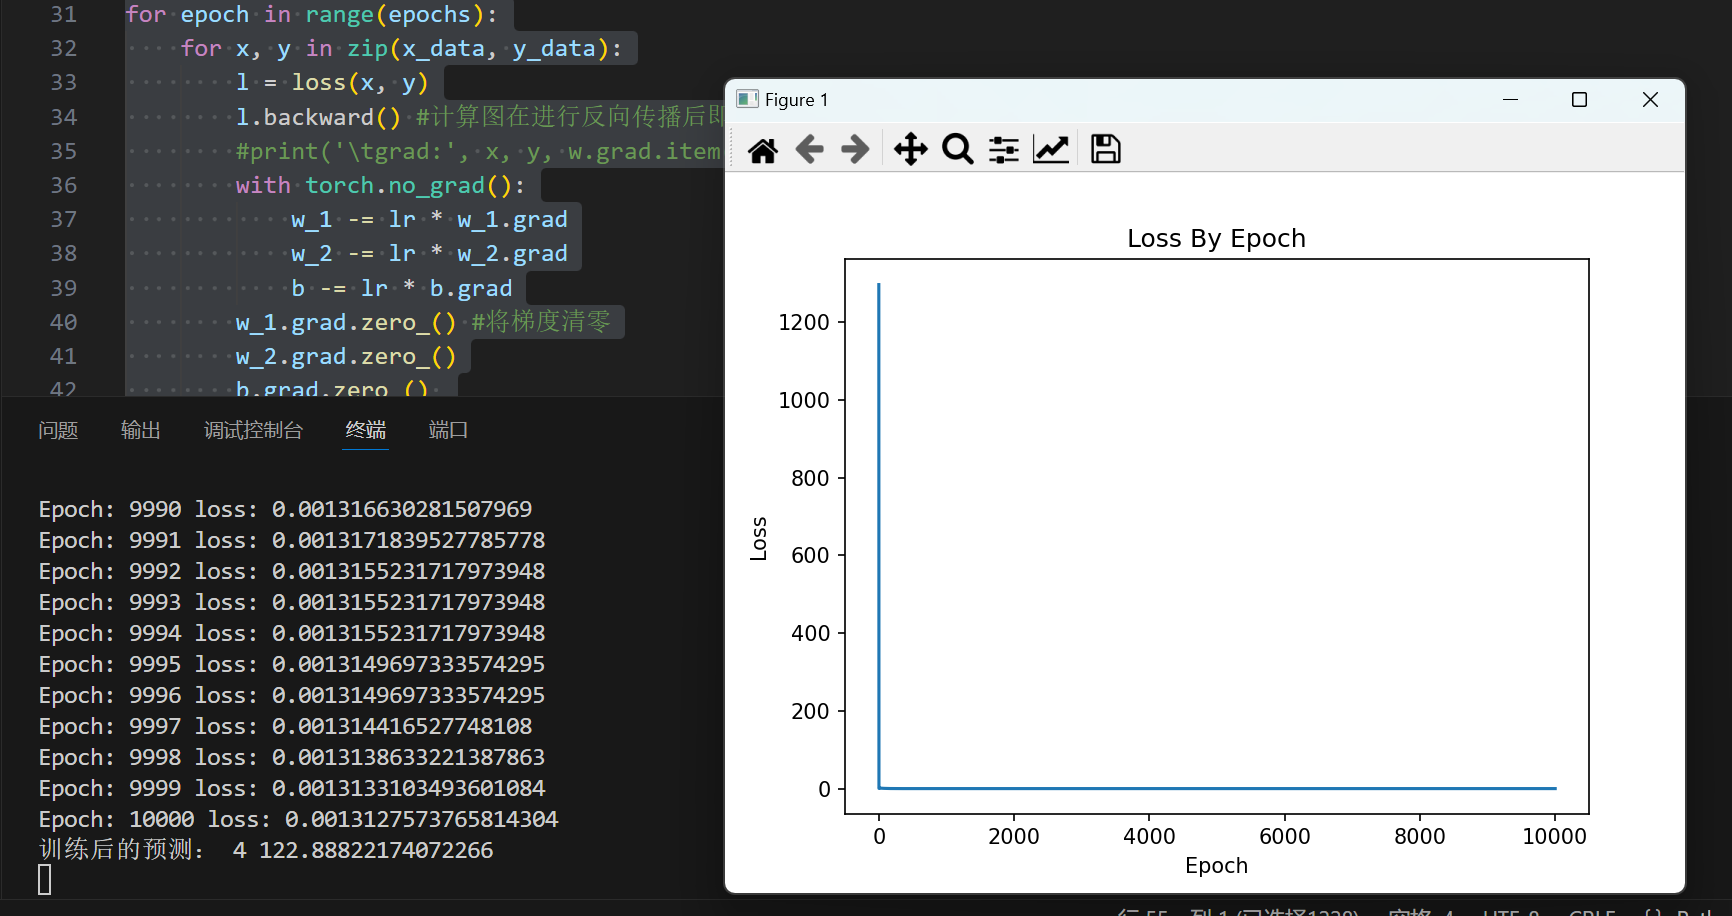 31 for epoch in range(epochs):
32 for x, y in zip(x_data, y_data):
33 l = loss(x, y)
34 l.backward() #计算图在进行反向传播后即
35 #print('\tgrad:', x, y, w.grad.item
36 with torch.no_grad():
37 w_1 -= lr * w_1.grad
38 w_2 -= lr * w_2.grad
39 b -= lr * b.grad
40 w_1.grad.zero_() #将梯度清零
41 w_2.grad.zero_()
42 b.grad.zero_()
问题 输出 调试控制台 终端 端口
Epoch: 9990 loss: 0.001316630281507969
Epoch: 9991 loss: 0.0013171839527785778
Epoch: 9992 loss: 0.0013155231717973948
Epoch: 9993 loss: 0.0013155231717973948
Epoch: 9994 loss: 0.0013155231717973948
Epoch: 9995 loss: 0.0013149697333574295
Epoch: 9996 loss: 0.0013149697333574295
Epoch: 9997 loss: 0.001314416527748108
Epoch: 9998 loss: 0.0013138633221387863
Epoch: 9999 loss: 0.0013133103493601084
Epoch: 10000 loss: 0.0013127573765814304
训练后的预测: 4 122.88822174072266
Figure 1
Loss By Epoch
1200
1000
800
600
400
200
0
Loss
0 2000 4000 6000 8000 10000
Epoch